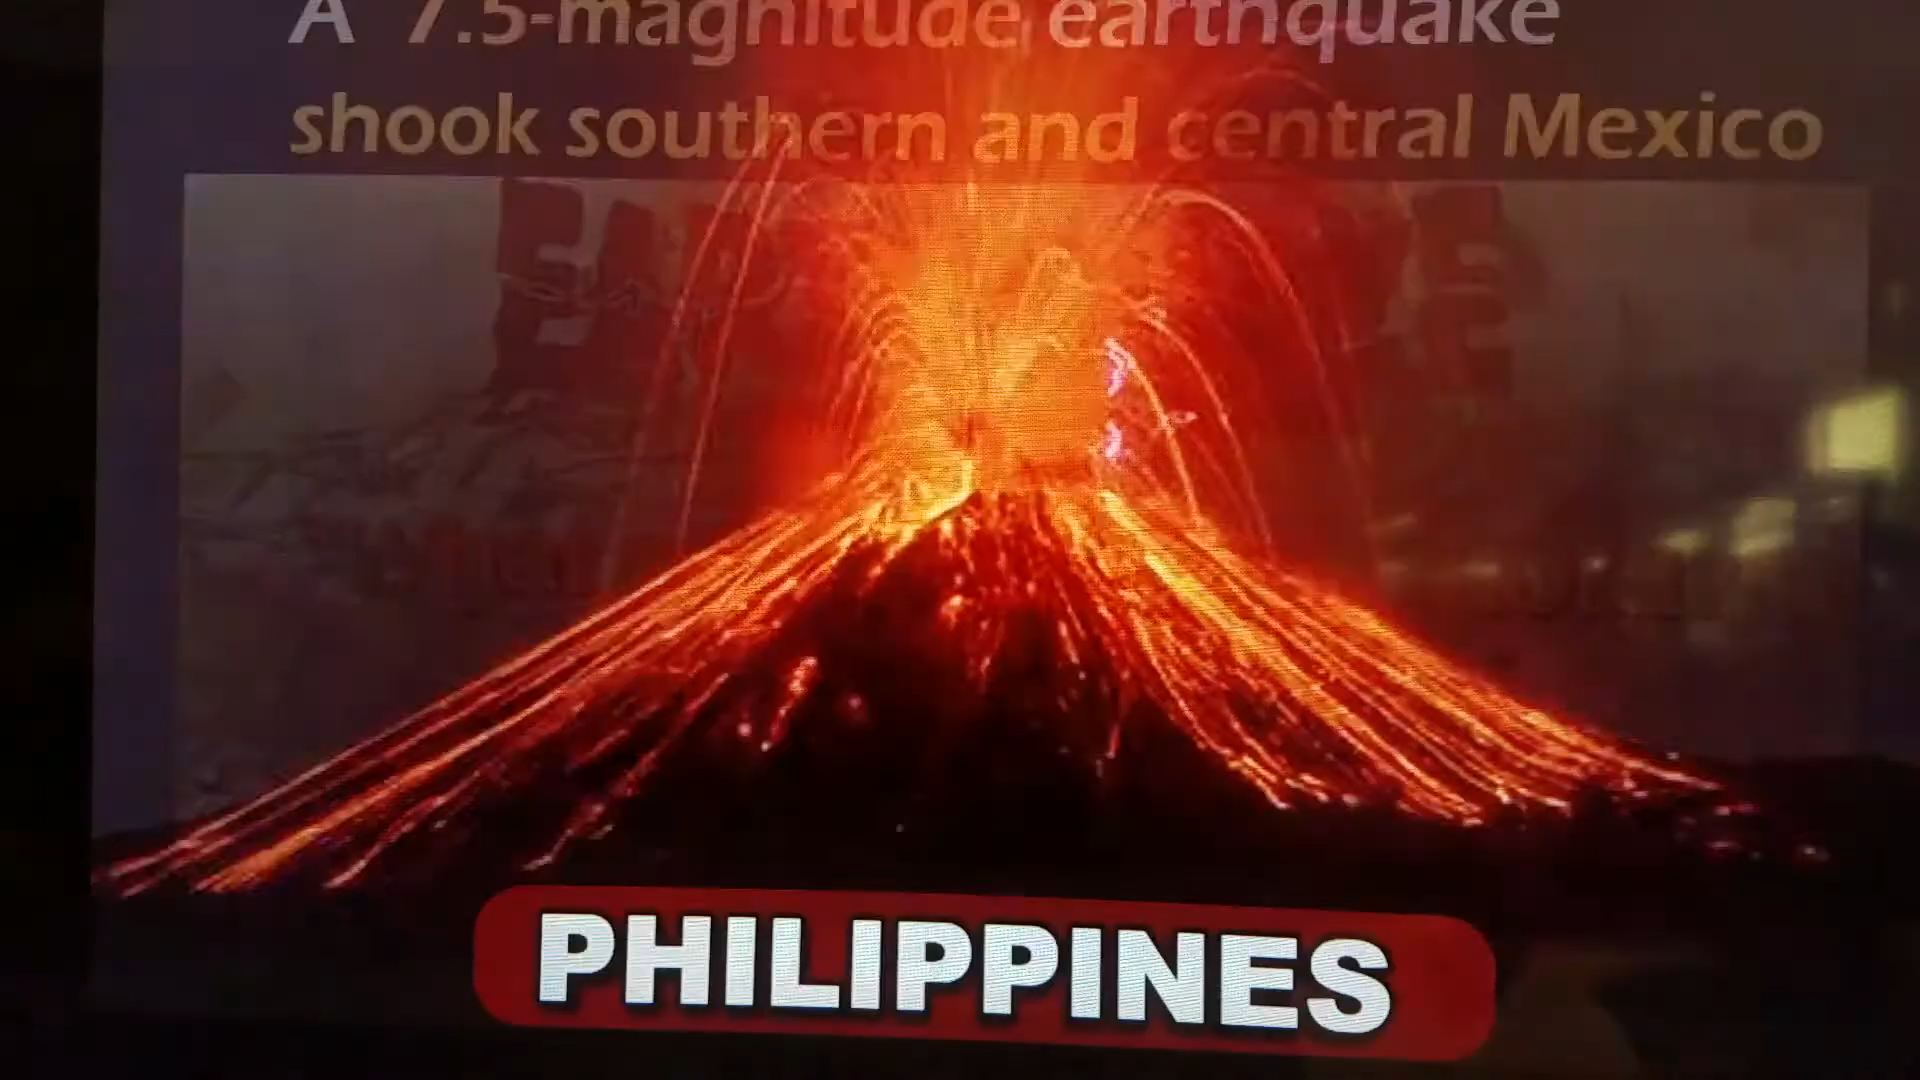 A 7.5-magnitude earthquake
shook southern and central Mexico
PHILIPPINES